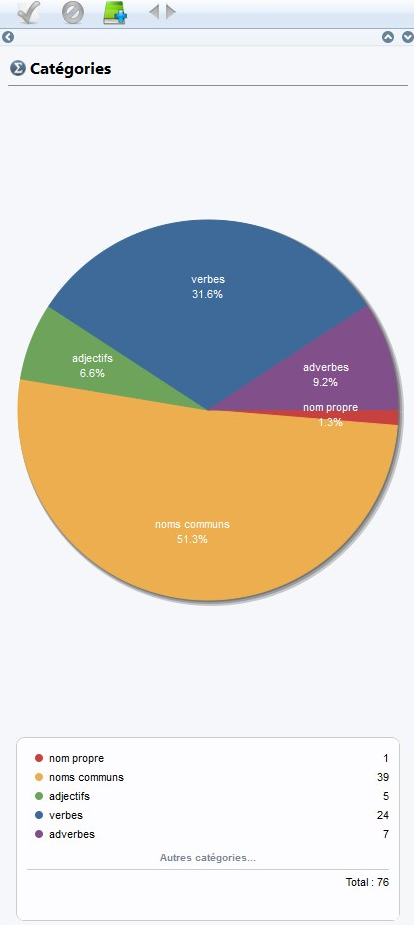 Catégories
verbes
31.6%
adjectifs
6.6%
adverbes
9.2%
nom propre
1.3%
noms communs
51.3%
nom propre 1
noms communs 39
adjectifs 5
verbes 24
adverbes 7
Autres catégories...
Total : 76